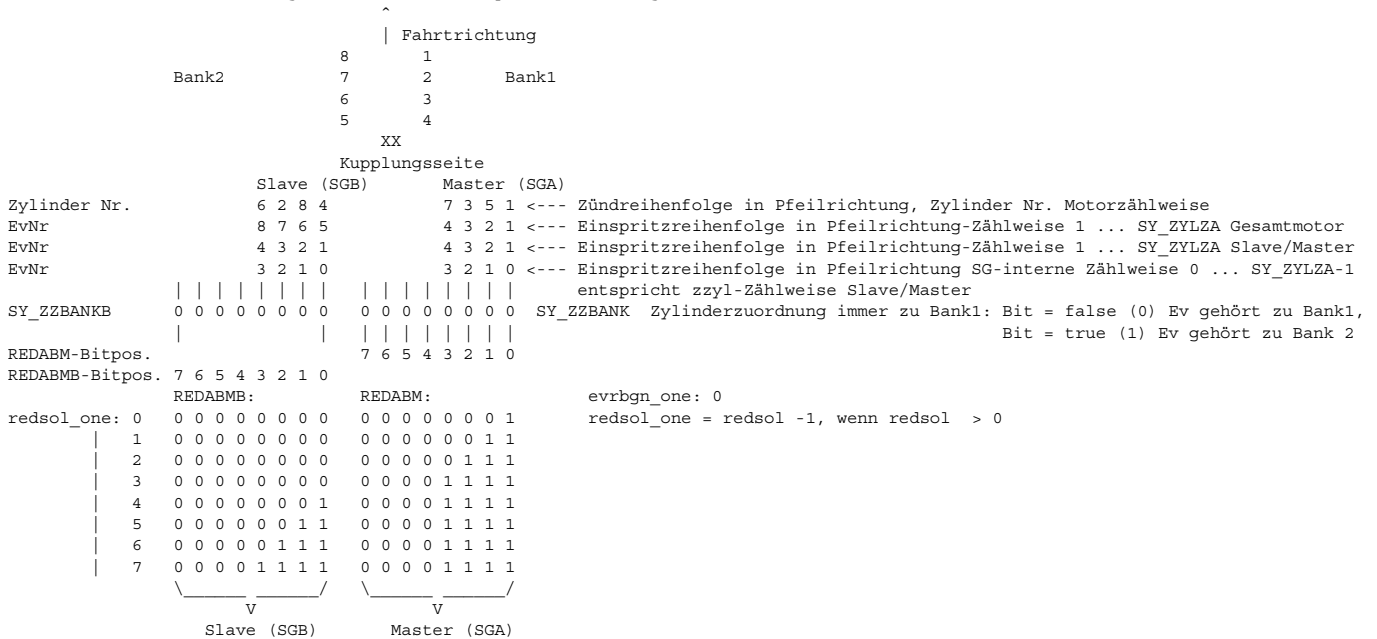 ^
| Fahrtrichtung
8 1
Bank2 7 2 Bank1
6 3
5 4
XX
Kupplungsseite
Slave (SGB) Master (SGA)
Zylinder Nr. 6 2 8 4 7 3 5 1 <--- Zündreihenfolge in Pfeilrichtung, Zylinder Nr. Motorzählweise
EvNr 8 7 6 5 4 3 2 1 <--- Einspritzreihenfolge in Pfeilrichtung-Zählweise 1 ... SY_ZYLZA Gesamtmotor
EvNr 4 3 2 1 4 3 2 1 <--- Einspritzreihenfolge in Pfeilrichtung-Zählweise 1 ... SY_ZYLZA Slave/Master
EvNr 3 2 1 0 3 2 1 0 <--- Einspritzreihenfolge in Pfeilrichtung SG-interne Zählweise 0 ... SY_ZYLZA-1
| | | | | | | | | | | | | | | | entspricht zzyl-Zählweise Slave/Master
SY_ZZBANKB 0 0 0 0 0 0 0 0 0 0 0 0 0 0 0 0 SY_ZZBANK Zylinderzuordnung immer zu Bank1: Bit = false (0) Ev gehört zu Bank1,
| | | | | | | | | | Bit = true (1) Ev gehört zu Bank 2
REDABM-Bitpos. 7 6 5 4 3 2 1 0
REDABMB-Bitpos. 7 6 5 4 3 2 1 0
REDABMB: REDABM: evrbgn_one: 0
redsol_one: 0 0 0 0 0 0 0 0 0 0 0 0 0 0 0 0 1 redsol_one = redsol -1, wenn redsol > 0
| 1 0 0 0 0 0 0 0 0 0 0 0 0 0 0 1 1
| 2 0 0 0 0 0 0 0 0 0 0 0 0 0 1 1 1
| 3 0 0 0 0 0 0 0 0 0 0 0 0 1 1 1 1
| 4 0 0 0 0 0 0 0 1 0 0 0 0 1 1 1 1
| 5 0 0 0 0 0 0 1 1 0 0 0 0 1 1 1 1
| 6 0 0 0 0 0 1 1 1 0 0 0 0 1 1 1 1
| 7 0 0 0 0 1 1 1 1 0 0 0 0 1 1 1 1
\______ ______/ \______ ______/
V V
Slave (SGB) Master (SGA)